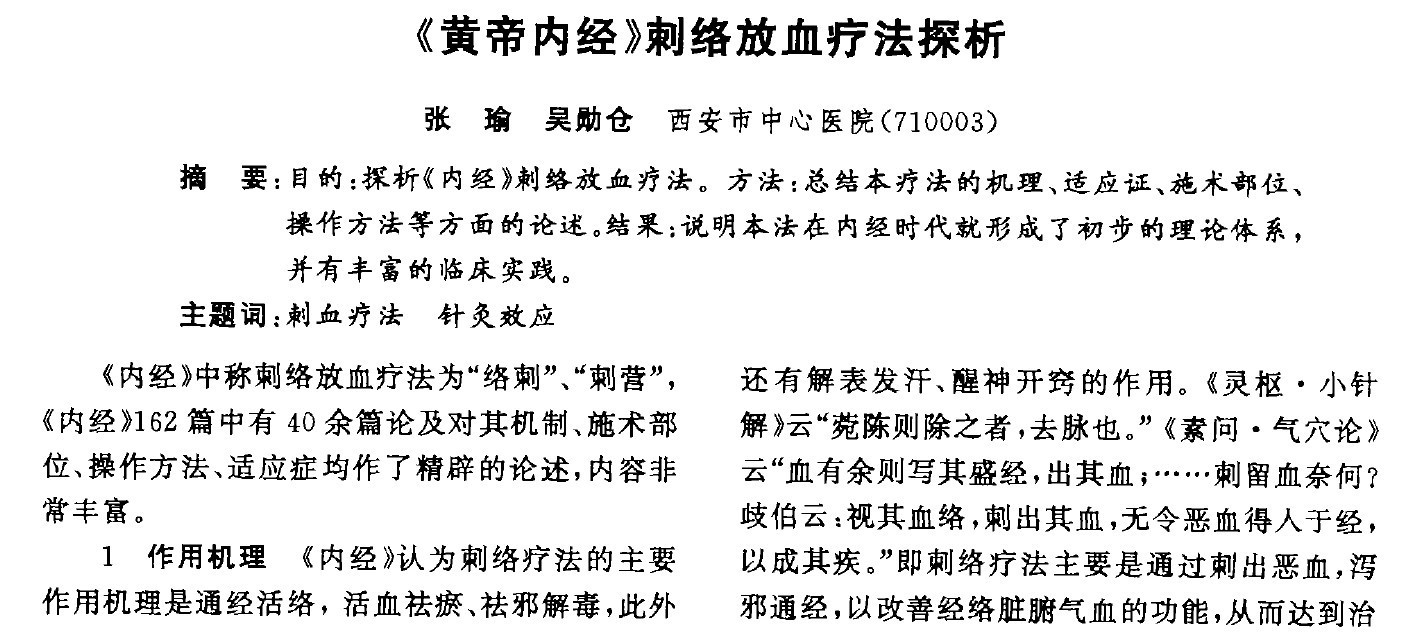 《黄帝内经》刺络放血疗法探析
张 瑜 吴勋仓 西安市中心医院(710003)
摘 要:目的:探析《内经》刺络放血疗法。方法:总结本疗法的机理、适应证、施术部位、
操作方法等方面的论述。结果:说明本法在内经时代就形成了初步的理论体系,
并有丰富的临床实践。
主题词:刺血疗法 针灸效应
《内经》中称刺络放血疗法为“络刺”、“刺营”,
《内经》162篇中有40余篇论及对其机制、施术部
位、操作方法、适应症均作了精辟的论述,内容非
常丰富。
1 作用机理 《内经》认为刺络疗法的主要
作用机理是通经活络,活血祛瘀、祛邪解毒,此外
还有解表发汗、醒神开窍的作用。《灵枢·小针
解》云“菀陈则除之者,去脉也。”《素问·气穴论》
云“血有余则写其盛经,出其血;……刺留血奈何?
歧伯云:视其血络,刺出其血,无令恶血得入于经,
以成其疾。”即刺络疗法主要是通过刺出恶血,泻
邪通经,以改善经络脏腑气血的功能,从而达到治